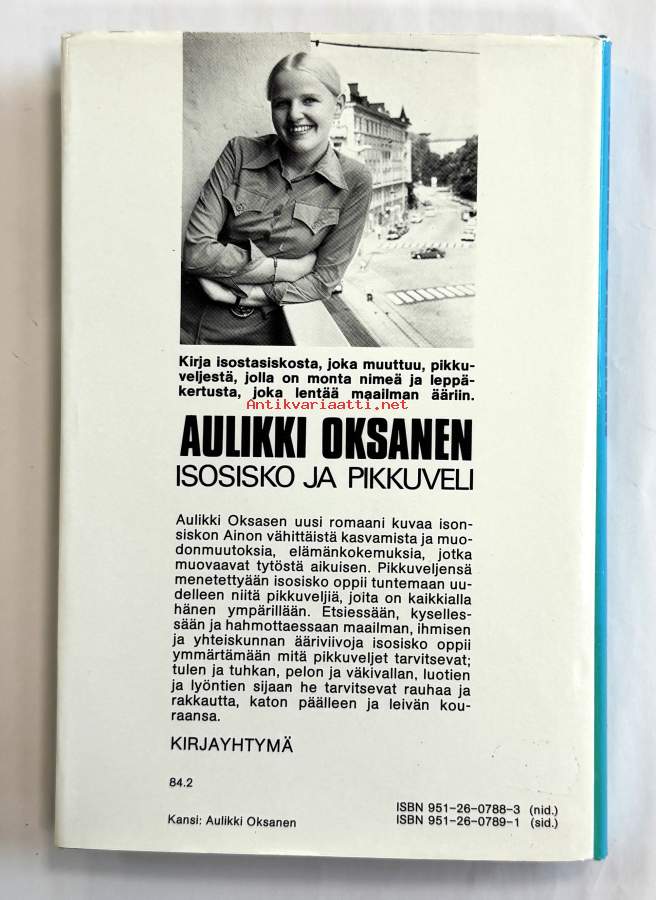 Kirja isostasiskosta, joka muuttuu, pikku-
veljestä, jolla on monta nimeä ja leppä-
kertusta, joka lentää maailman ääriin.
Antikvariaatti.net
AULIKKI OKSANEN
ISOSISKO JA PIKKUVELI
Aulikki Oksasen uusi romaani kuvaa ison-
siskon Ainon vähittäistä kasvamista ja muo-
donmuutoksia, elämänkokemuksia, jotka
muovaavat tytöstä aikuisen. Pikkuveljensä
menetettyään isosisko oppii tuntemaan uu-
delleen niitä pikkuveljiä, joita on kaikkialla
hänen ympärillään. Etsiessään, kyselles-
sään ja hahmottaessaan maailman, ihmisen
ja yhteiskunnan ääriviivoja isosisko oppii
ymmärtämään mitä pikkuveljet tarvitsevat;
tulen ja tuhkan, pelon ja väkivallan, luotien
ja lyöntien sijaan he tarvitsevat rauhaa ja
rakkautta, katon päälleen ja leivän kou-
raansa.
KIRJAYHTYMÄ
84.2
ISBN 951-26-0788-3 (nid.)
Kansi: Aulikki Oksanen
ISBN 951-26-0789-1 (sid.)